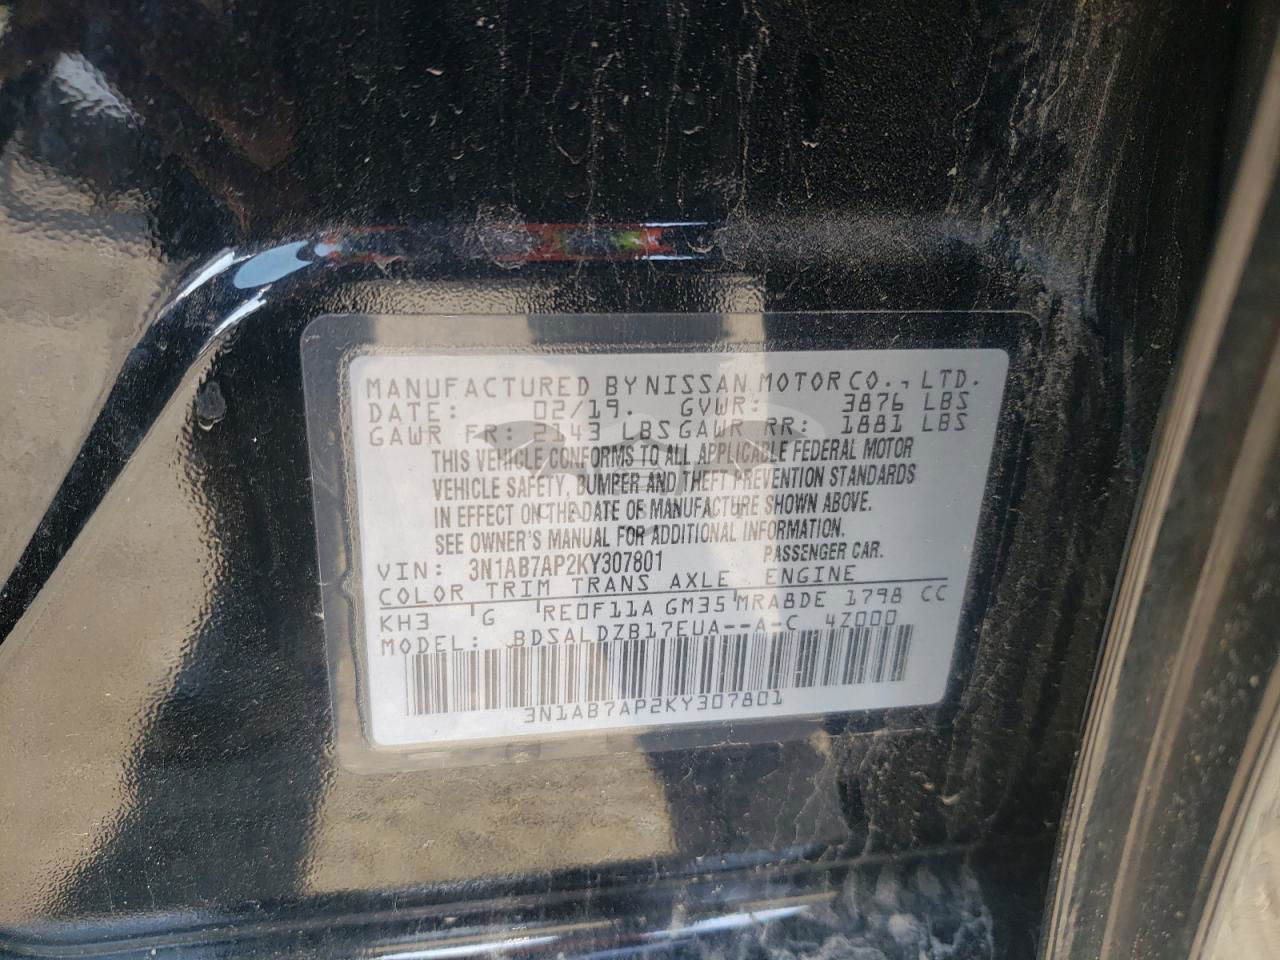 MANUFACTURED BY NISSAN MOTOR CO., LTD.
DATE: 02/19. GVWR: 3876 LBS
GAWR FR: 2143 LBS GAWR RR: 1881 LBS
THIS VEHICLE CONFORMS TO ALL APPLICABLE FEDERAL MOTOR
VEHICLE SAFETY, BUMPER AND THEFT PREVENTION STANDARDS
IN EFFECT ON THE DATE OF MANUFACTURE SHOWN ABOVE.
SEE OWNER'S MANUAL FOR ADDITIONAL INFORMATION.
VIN: 3N1AB7AP2KY307801 PASSENGER CAR.
COLOR TRIM TRANS AXLE ENGINE
KH3 G RE0F11A GM35 MRA8DE 1798 CC
MODEL: BDSALDZB17EUA--A-C 4Z000
3N1AB7AP2KY307801